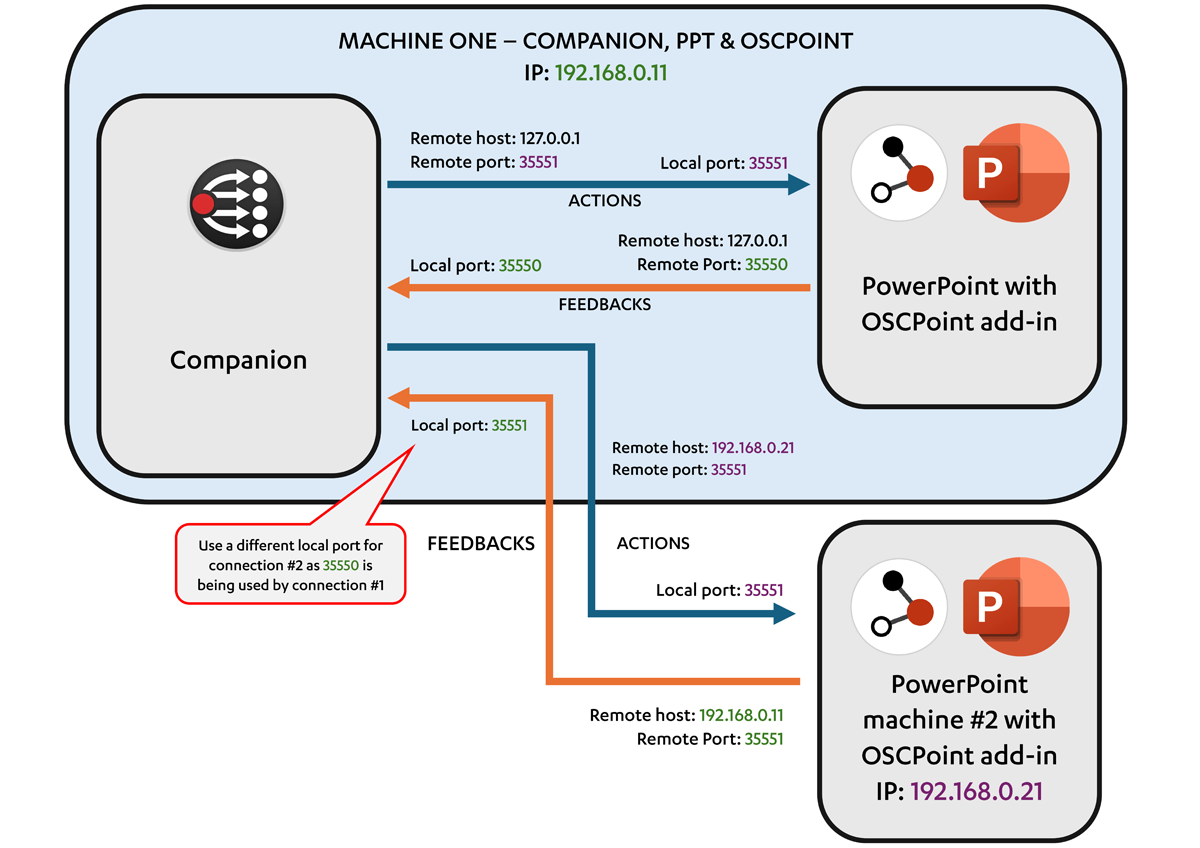 MACHINE ONE – COMPANION, PPT & OSCPOINT
IP: 192.168.0.11
Remote host: 127.0.0.1
Remote port: 35551
Local port: 35551
ACTIONS
Remote host: 127.0.0.1
Remote Port: 35550
Local port: 35550
FEEDBACKS
Companion
P
PowerPoint with
OSCPoint add-in
Local port: 35551
Remote host: 192.168.0.21
Remote port: 35551
Use a different local port for
connection #2 as 35550 is
being used by connection #1
FEEDBACKS
ACTIONS
Local port: 35551
Remote host: 192.168.0.11
Remote Port: 35551
P
PowerPoint
machine #2 with
OSCPoint add-in
IP: 192.168.0.21